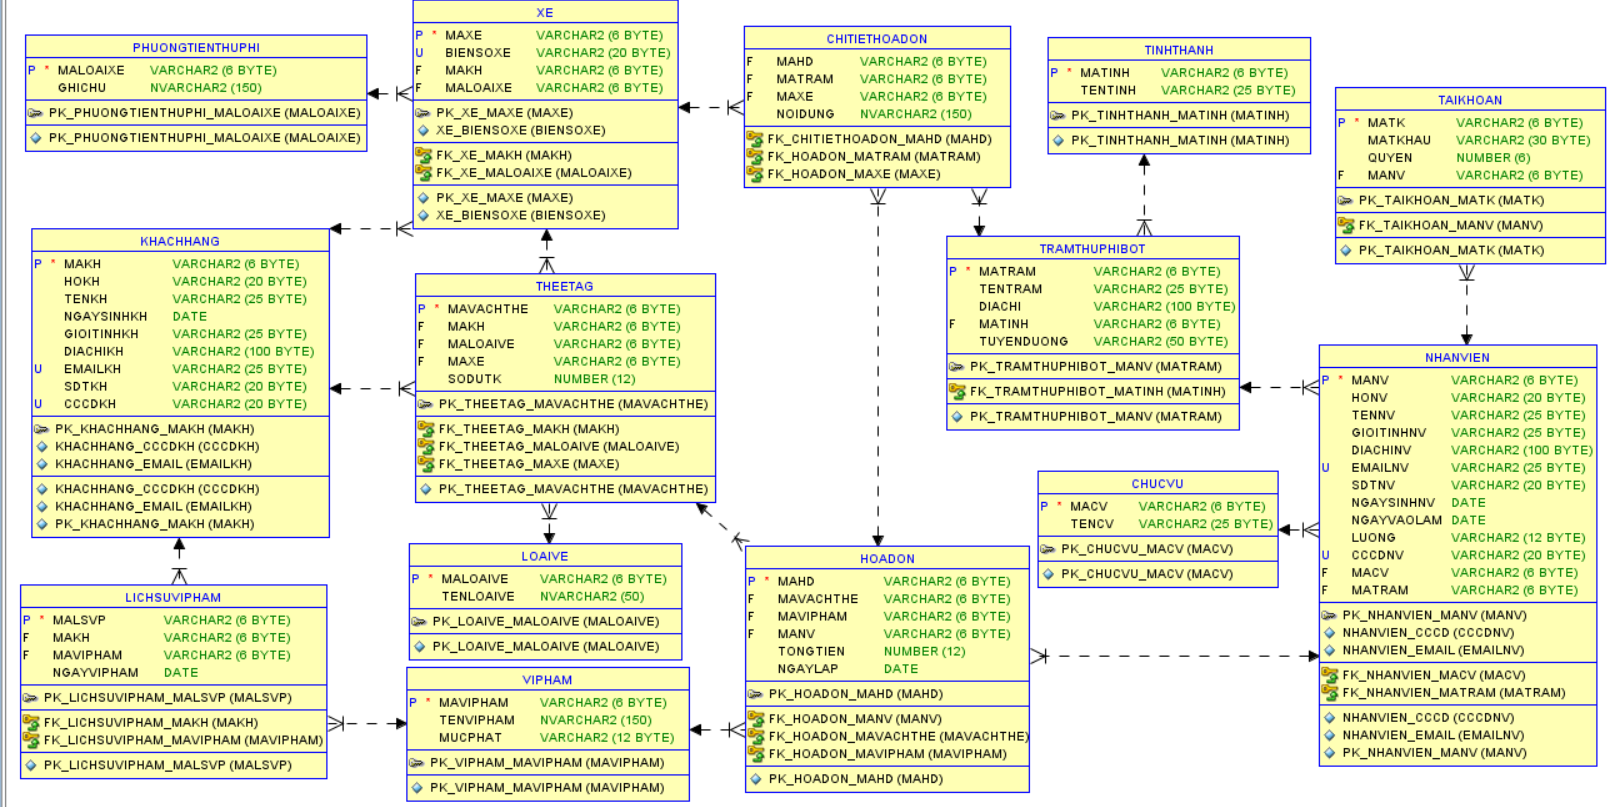 PHUONGTIENTHUPHI
P * MALOAIXE VARCHAR2 (6 BYTE)
GHICHU NVARCHAR2 (150)
PK_PHUONGTIENTHUPHI_MALOAIXE (MALOAIXE)
PK_PHUONGTIENTHUPHI_MALOAIXE (MALOAIXE)
XE
P * MAXE VARCHAR2 (6 BYTE)
U BIENSOXE VARCHAR2 (20 BYTE)
F MAKH VARCHAR2 (6 BYTE)
F MALOAIXE VARCHAR2 (6 BYTE)
PK_XE_MAXE (MAXE)
XE_BIENSOXE (BIENSOXE)
FK_XE_MAKH (MAKH)
FK_XE_MALOAIXE (MALOAIXE)
PK_XE_MAXE (MAXE)
XE_BIENSOXE (BIENSOXE)
CHITIETHOADON
F MAHD VARCHAR2 (6 BYTE)
F MATRAM VARCHAR2 (6 BYTE)
F MAXE VARCHAR2 (6 BYTE)
NOIDUNG NVARCHAR2 (150)
FK_CHITIETHOADON_MAHD (MAHD)
FK_HOADON_MATRAM (MATRAM)
FK_HOADON_MAXE (MAXE)
TINHTHANH
P * MATINH VARCHAR2 (6 BYTE)
TENTINH VARCHAR2 (25 BYTE)
PK_TINHTHANH_MATINH (MATINH)
PK_TINHTHANH_MATINH (MATINH)
TAIKHOAN
P * MATK VARCHAR2 (6 BYTE)
MATKHAU VARCHAR2 (30 BYTE)
QUYEN NUMBER (6)
F MANV VARCHAR2 (6 BYTE)
PK_TAIKHOAN_MATK (MATK)
FK_TAIKHOAN_MANV (MANV)
PK_TAIKHOAN_MATK (MATK)
KHACHHANG
P * MAKH VARCHAR2 (6 BYTE)
HOKH VARCHAR2 (20 BYTE)
TENKH VARCHAR2 (25 BYTE)
NGAYSINHKH DATE
GIOITINHKH VARCHAR2 (25 BYTE)
DIACHIKH VARCHAR2 (100 BYTE)
U EMAILKH VARCHAR2 (25 BYTE)
SDTKH VARCHAR2 (20 BYTE)
U CCCDKH VARCHAR2 (20 BYTE)
PK_KHACHHANG_MAKH (MAKH)
KHACHHANG_CCCDKH (CCCDKH)
KHACHHANG_EMAIL (EMAILKH)
KHACHHANG_CCCDKH (CCCDKH)
KHACHHANG_EMAIL (EMAILKH)
PK_KHACHHANG_MAKH (MAKH)
THEETAG
P * MAVACHTHE VARCHAR2 (6 BYTE)
F MAKH VARCHAR2 (6 BYTE)
F MALOAIVE VARCHAR2 (6 BYTE)
F MAXE VARCHAR2 (6 BYTE)
SODUTK NUMBER (12)
PK_THEETAG_MAVACHTHE (MAVACHTHE)
FK_THEETAG_MAKH (MAKH)
FK_THEETAG_MALOAIVE (MALOAIVE)
FK_THEETAG_MAXE (MAXE)
PK_THEETAG_MAVACHTHE (MAVACHTHE)
TRAMTHUPHIBOT
P * MATRAM VARCHAR2 (6 BYTE)
TENTRAM VARCHAR2 (25 BYTE)
DIACHI VARCHAR2 (100 BYTE)
F MATINH VARCHAR2 (6 BYTE)
TUYENDUONG VARCHAR2 (50 BYTE)
PK_TRAMTHUPHIBOT_MANV (MATRAM)
FK_TRAMTHUPHIBOT_MATINH (MATINH)
PK_TRAMTHUPHIBOT_MANV (MATRAM)
NHANVIEN
P * MANV VARCHAR2 (6 BYTE)
HONV VARCHAR2 (20 BYTE)
TENNV VARCHAR2 (25 BYTE)
GIOITINHNV VARCHAR2 (25 BYTE)
DIACHINV VARCHAR2 (100 BYTE)
U EMAILNV VARCHAR2 (25 BYTE)
SDTNV VARCHAR2 (20 BYTE)
NGAYSINHNV DATE
NGAYVAOLAM DATE
LUONG VARCHAR2 (12 BYTE)
U CCCDNV VARCHAR2 (20 BYTE)
F MACV VARCHAR2 (6 BYTE)
F MATRAM VARCHAR2 (6 BYTE)
PK_NHANVIEN_MANV (MANV)
NHANVIEN_CCCD (CCCDNV)
NHANVIEN_EMAIL (EMAILNV)
FK_NHANVIEN_MACV (MACV)
FK_NHANVIEN_MATRAM (MATRAM)
NHANVIEN_CCCD (CCCDNV)
NHANVIEN_EMAIL (EMAILNV)
PK_NHANVIEN_MANV (MANV)
CHUCVU
P * MACV VARCHAR2 (6 BYTE)
TENCV VARCHAR2 (25 BYTE)
PK_CHUCVU_MACV (MACV)
PK_CHUCVU_MACV (MACV)
LOAIVE
P * MALOAIVE VARCHAR2 (6 BYTE)
TENLOAIVE NVARCHAR2 (50)
PK_LOAIVE_MALOAIVE (MALOAIVE)
PK_LOAIVE_MALOAIVE (MALOAIVE)
HOADON
P * MAHD VARCHAR2 (6 BYTE)
F MAVACHTHE VARCHAR2 (6 BYTE)
F MAVIPHAM VARCHAR2 (6 BYTE)
F MANV VARCHAR2 (6 BYTE)
TONGTIEN NUMBER (12)
NGAYLAP DATE
PK_HOADON_MAHD (MAHD)
FK_HOADON_MANV (MANV)
FK_HOADON_MAVACHTHE (MAVACHTHE)
FK_HOADON_MAVIPHAM (MAVIPHAM)
PK_HOADON_MAHD (MAHD)
LICHSUVIPHAM
P * MALSVP VARCHAR2 (6 BYTE)
F MAKH VARCHAR2 (6 BYTE)
F MAVIPHAM VARCHAR2 (6 BYTE)
NGAYVIPHAM DATE
PK_LICHSUVIPHAM_MALSVP (MALSVP)
FK_LICHSUVIPHAM_MAKH (MAKH)
FK_LICHSUVIPHAM_MAVIPHAM (MAVIPHAM)
PK_LICHSUVIPHAM_MALSVP (MALSVP)
VIPHAM
P * MAVIPHAM VARCHAR2 (6 BYTE)
TENVIPHAM NVARCHAR2 (150)
MUCPHAT VARCHAR2 (12 BYTE)
PK_VIPHAM_MAVIPHAM (MAVIPHAM)
PK_VIPHAM_MAVIPHAM (MAVIPHAM)